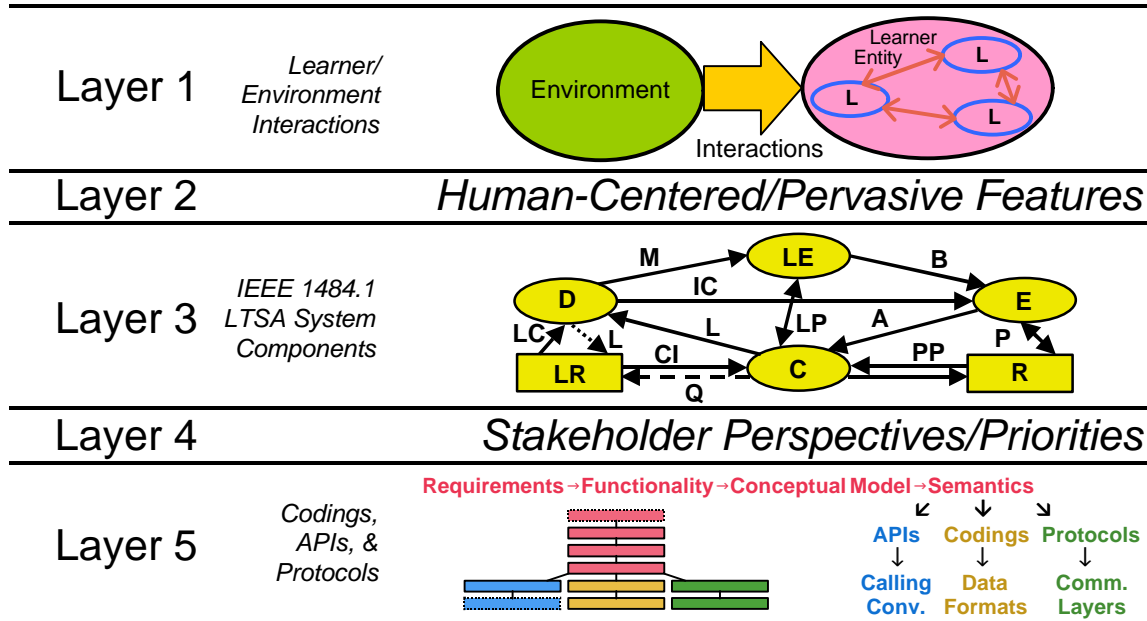 Layer 1
Learner/
Environment
Interactions
Environment
Interactions
Learner
Entity
L
L
L
Layer 2
Human-Centered/Pervasive Features
Layer 3
IEEE 1484.1
LTSA System
Components
M
LE
B
D
IC
E
LC
L
L
LP
A
P
CI
PP
LR
Q
C
R
Layer 4
Stakeholder Perspectives/Priorities
Layer 5
Codings,
APIs, &
Protocols
Requirements→Functionality→Conceptual Model→Semantics
APIs Codings Protocols
Calling Data Comm.
Conv. Formats Layers